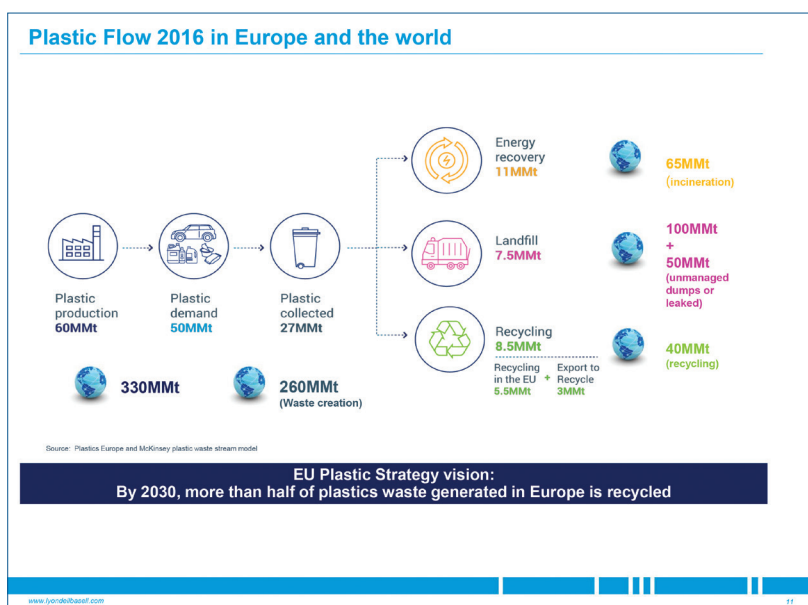 Plastic Flow 2016 in Europe and the world
Energy
recovery
11MMt
65MMt
(incineration)
Landfill
7.5MMt
100MMt
+
50MMt
(unmanaged
dumps or
leaked)
Plastic
production
60MMt
Plastic
demand
50MMt
Plastic
collected
27MMt
Recycling
8.5MMt
Recycling
in the EU
5.5MMt
+
Export to
Recycle
3MMt
40MMt
(recycling)
330MMt
260MMt
(Waste creation)
Source: Plastics Europe and McKinsey plastic waste stream model
EU Plastic Strategy vision:
By 2030, more than half of plastics waste generated in Europe is recycled
www.lyondellbasell.com
11